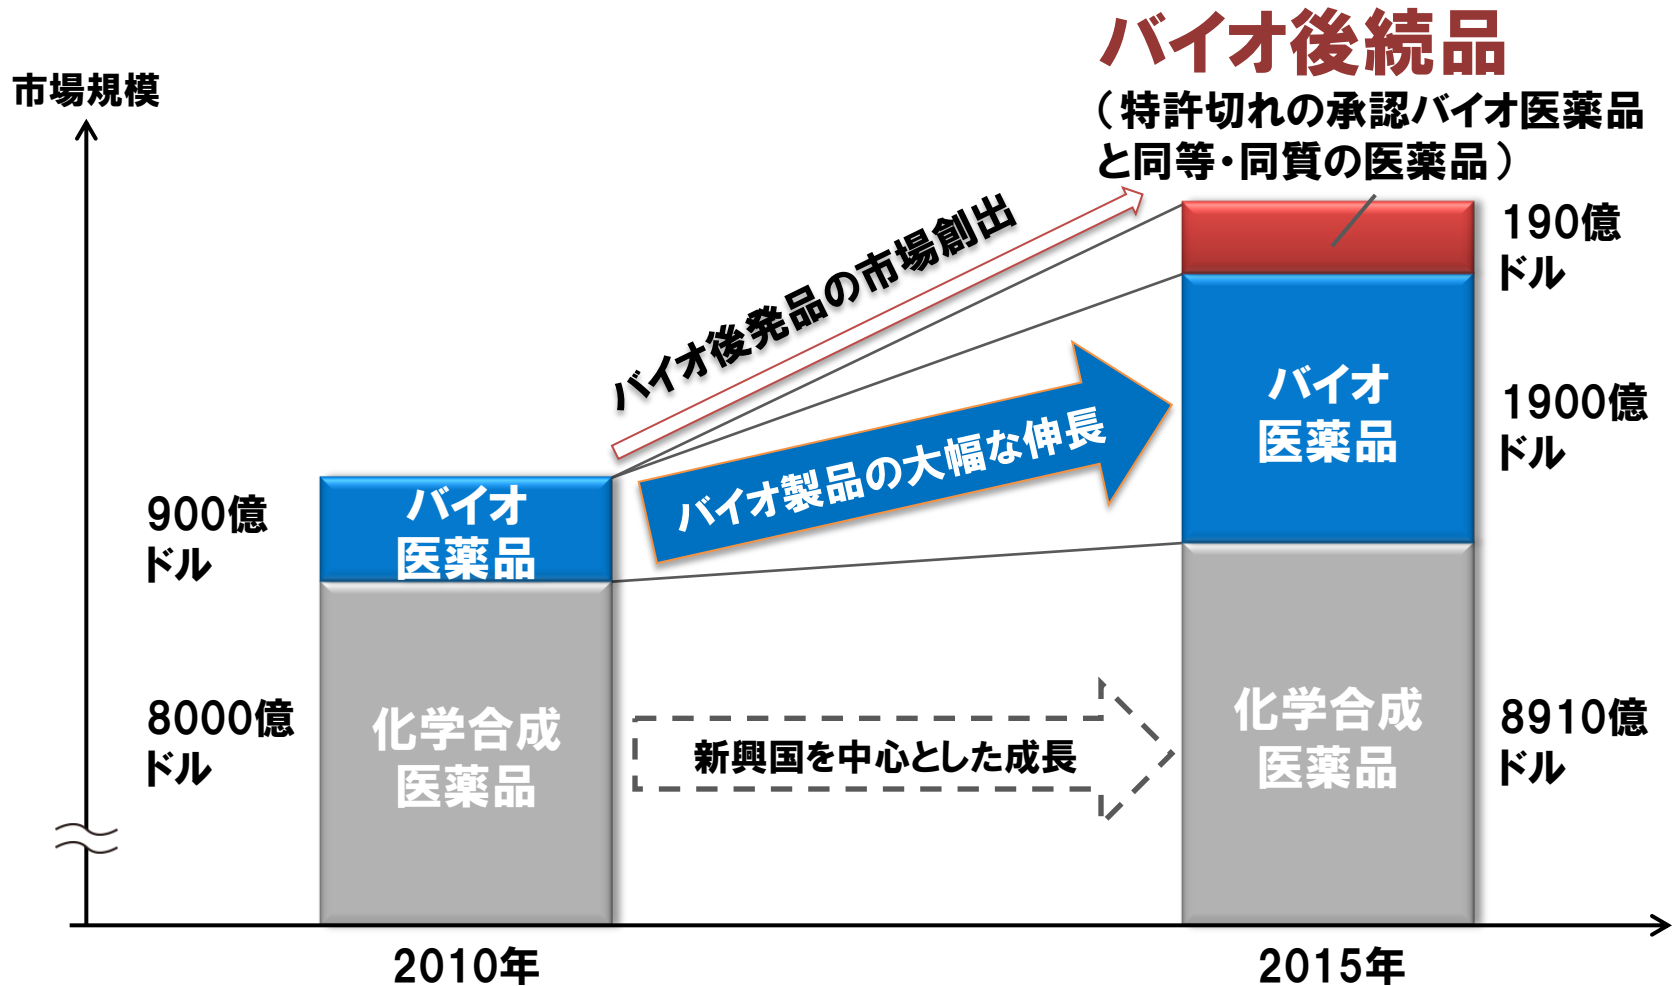 バイオ後続品
（特許切れの承認バイオ医薬品
と同等・同質の医薬品）
市場規模
バイオ後発品の市場創出
190億
ドル
バイオ
医薬品
1900億
ドル
バイオ製品の大幅な伸長
900億
ドル
バイオ
医薬品
8000億
ドル
化学合成
医薬品
新興国を中心とした成長
化学合成
医薬品
8910億
ドル
2010年
2015年